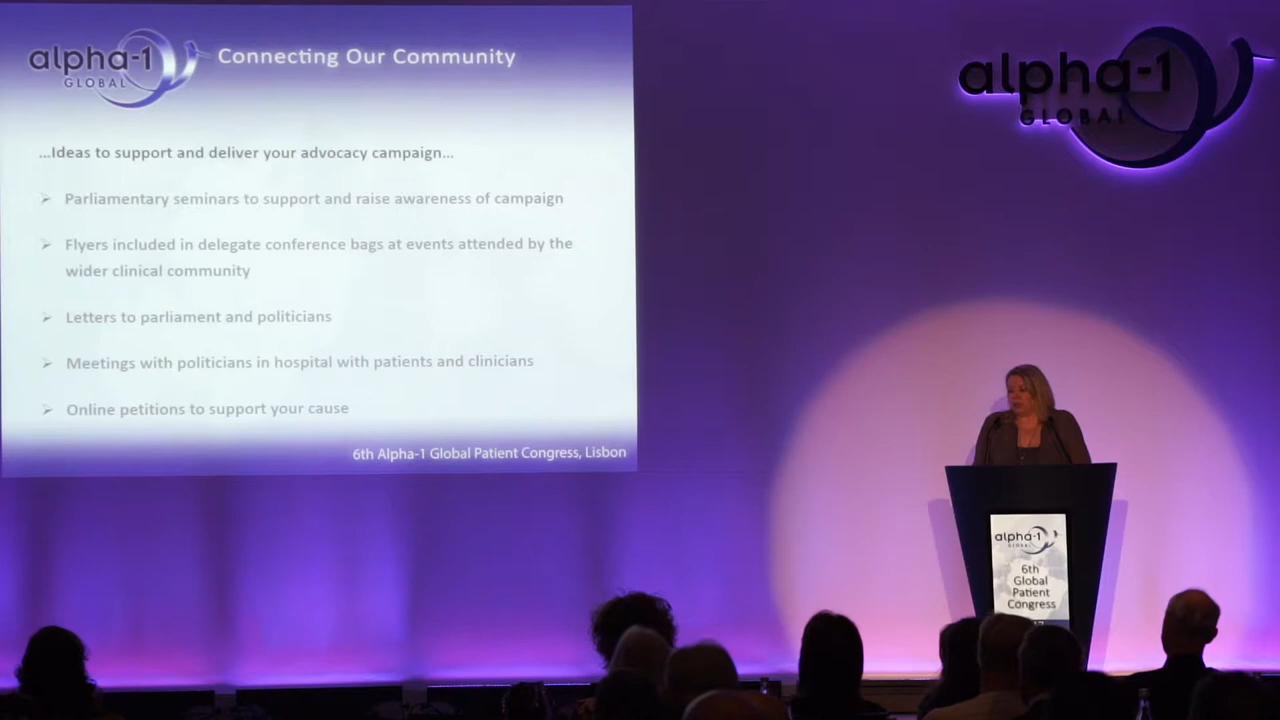 alpha-1
GLOBAL
Connecting Our Community
...Ideas to support and deliver your advocacy campaign...
➢ Parliamentary seminars to support and raise awareness of campaign
➢ Flyers included in delegate conference bags at events attended by the
wider clinical community
➢ Letters to parliament and politicians
➢ Meetings with politicians in hospital with patients and clinicians
➢ Online petitions to support your cause
6th Alpha-1 Global Patient Congress, Lisbon
alpha-1
GLOBAL
alpha-1
GLOBAL
6th
Global
Patient
Congress